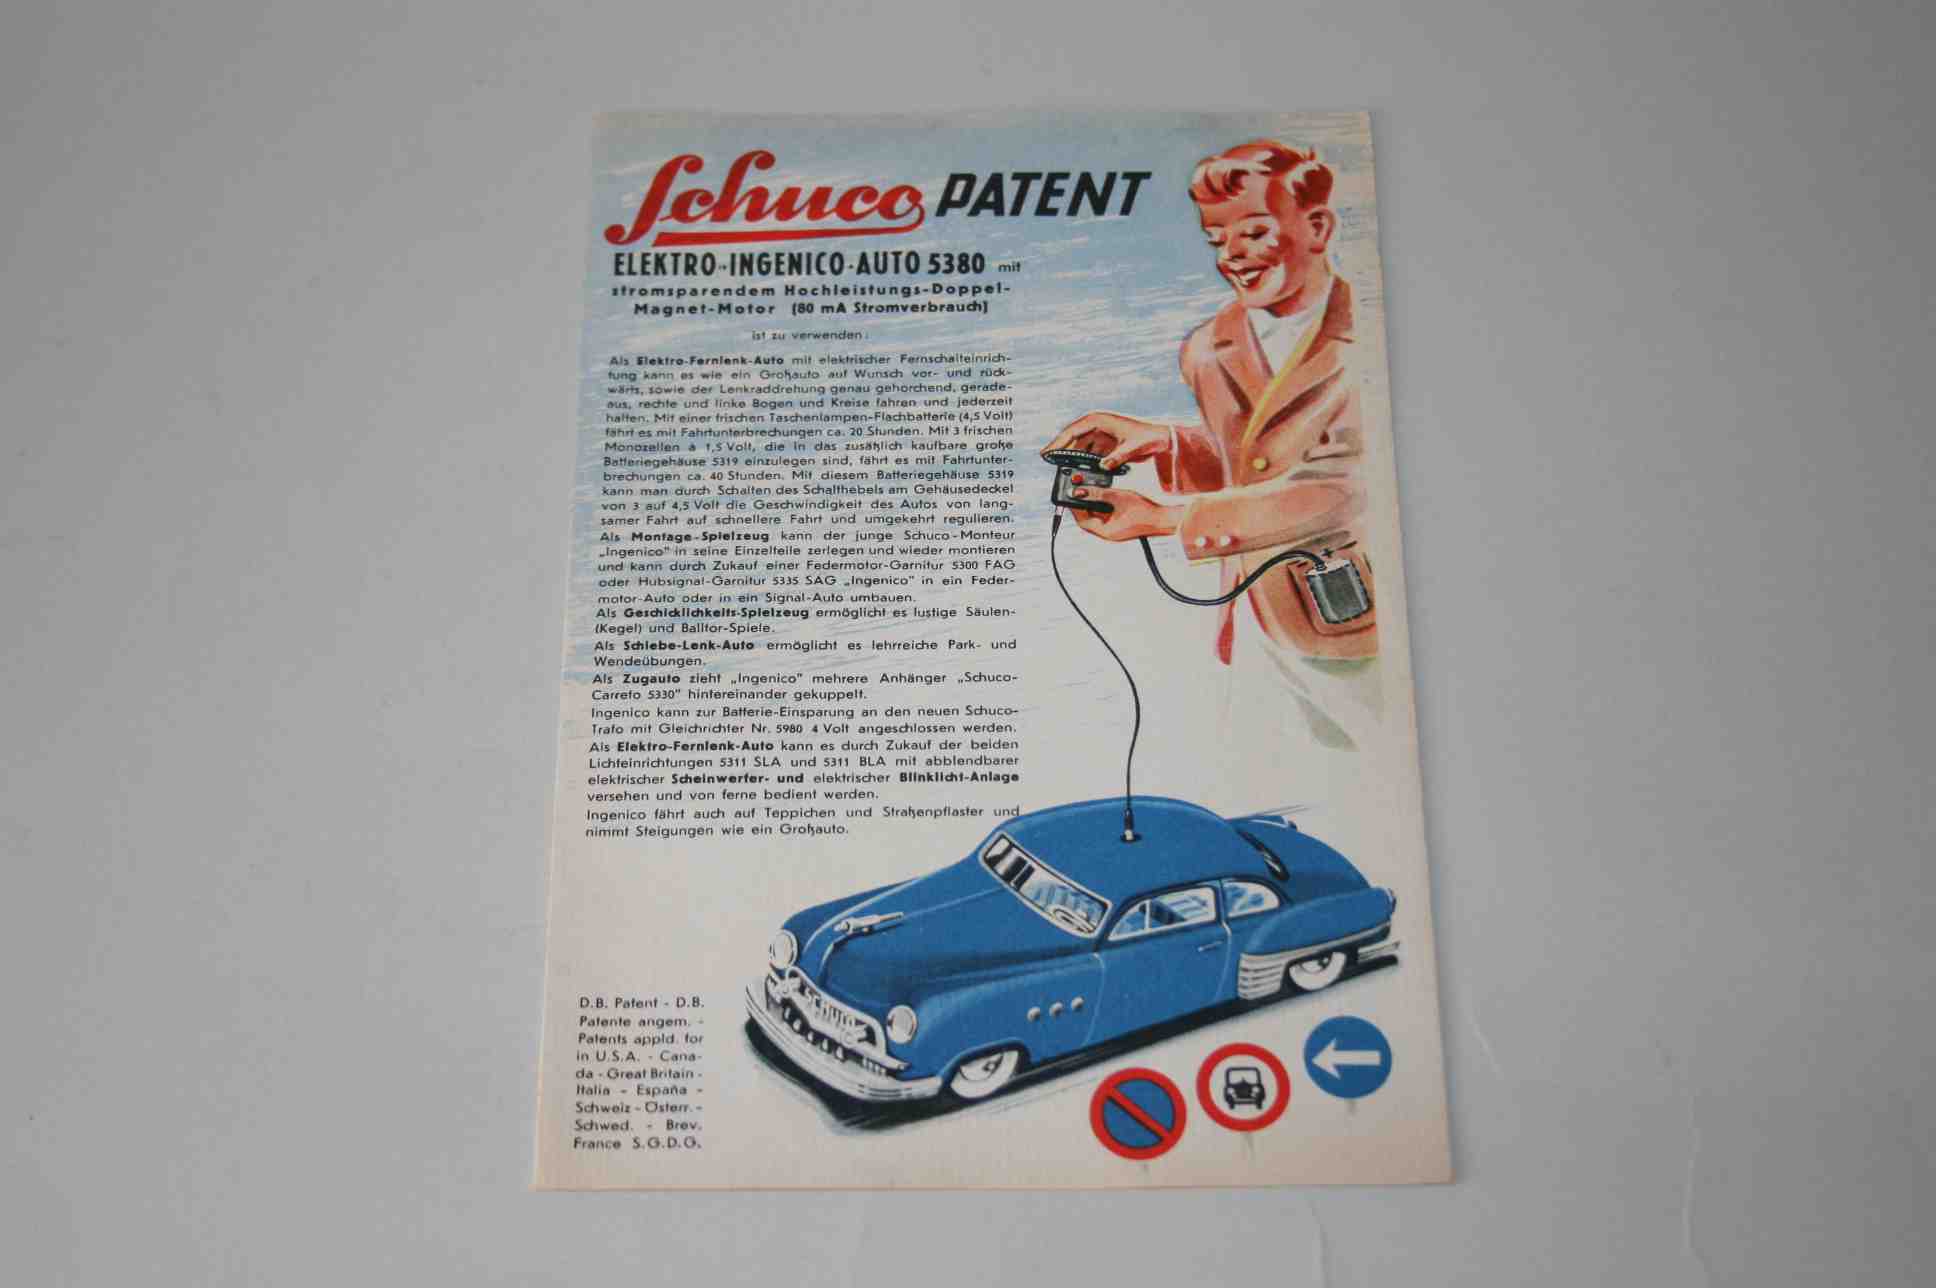 Schuco PATENT
ELEKTRO-INGENICO-AUTO 5380 mit
stromsparendem Hochleistungs-Doppel-
Magnet-Motor (80 mA Stromverbrauch)
ist zu verwenden:
Als Elektro-Fernlenk-Auto mit elektrischer Fernschalteinrich-
tung kann es wie ein Großauto auf Wunsch vor- und rück-
wärts, sowie der Lenkraddrehung genau gehorchend, gerade-
aus, rechte und linke Bogen und Kreise fahren und jederzeit
halten. Mit einer frischen Taschenlampen-Flachbatterie (4,5 Volt)
fährt es mit Fahrtunterbrechungen ca. 20 Stunden. Mit 3 frischen
Monozellen à 1,5 Volt, die in das zusätzlich kaufbare große
Batteriegehäuse 5319 einzulegen sind, fährt es mit Fahrtunter-
brechungen ca. 40 Stunden. Mit diesem Batteriegehäuse 5319
kann man durch Schalten des Schalthebels am Gehäusedeckel
von 3 auf 4,5 Volt die Geschwindigkeit des Autos von lang-
samer Fahrt auf schnellere Fahrt und umgekehrt regulieren.
Als Montage-Spielzeug kann der junge Schuco-Monteur
„Ingenico" in seine Einzelteile zerlegen und wieder montieren
und kann durch Zukauf einer Federmotor-Garnitur 5300 FAG
oder Hubsignal-Garnitur 5335 SAG „Ingenico" in ein Feder-
motor-Auto oder in ein Signal-Auto umbauen.
Als Geschicklichkeits-Spielzeug ermöglicht es lustige Säulen-
(Kegel) und Balltor-Spiele.
Als Schiebe-Lenk-Auto ermöglicht es lehrreiche Park- und
Wendeübungen.
Als Zugauto zieht „Ingenico" mehrere Anhänger „Schuco-
Carreto 5330" hintereinander gekuppelt.
Ingenico kann zur Batterie-Einsparung an den neuen Schuco-
Trafo mit Gleichrichter Nr. 5980 4 Volt angeschlossen werden.
Als Elektro-Fernlenk-Auto kann es durch Zukauf der beiden
Lichteinrichtungen 5311 SLA und 5311 BLA mit abblendbarer
elektrischer Scheinwerfer- und elektrischer Blinklicht-Anlage
versehen und von ferne bedient werden.
Ingenico fährt auch auf Teppichen und Straßenpflaster und
nimmt Steigungen wie ein Großauto.
SCHUCO
D.B. Patent - D.B.
Patente angem. -
Patents appld. for
in U.S.A. - Cana-
da - Great Britain -
Italia - España -
Schweiz - Österr. -
Schwed. - Brev.
France S.G.D.G.